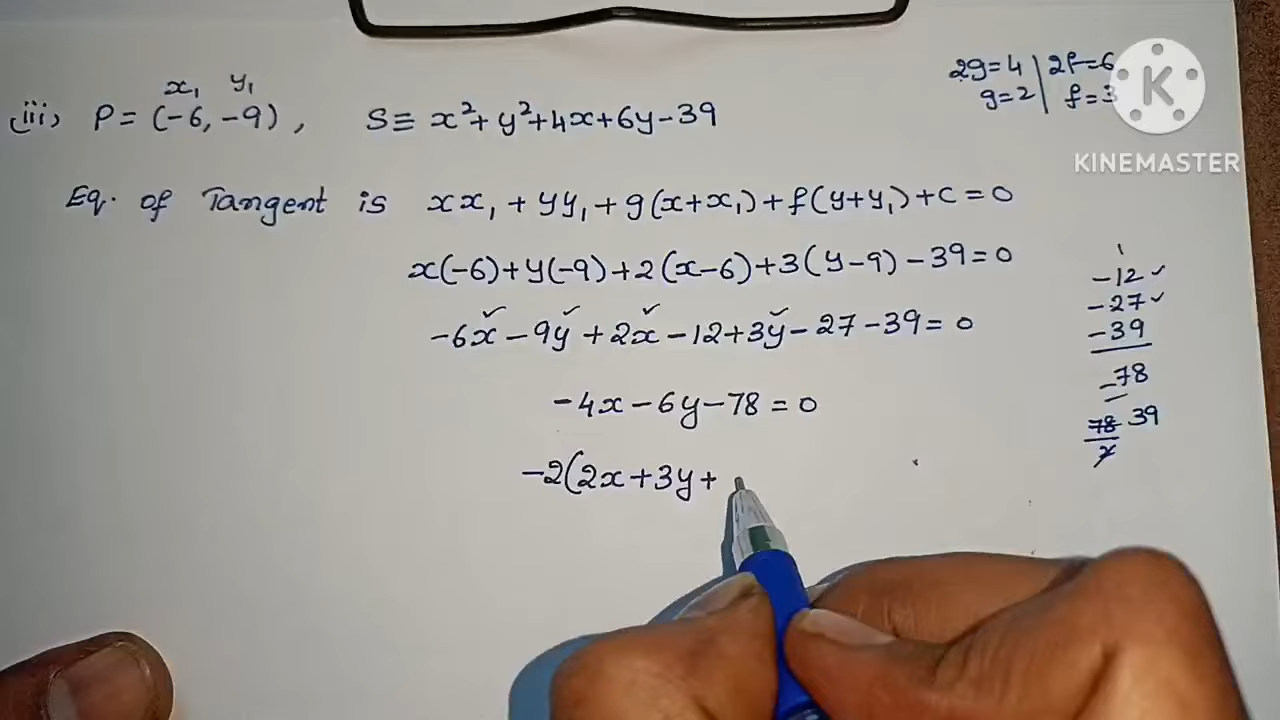 2g=4 | 2f=6
g=2 | f=3
K
KINEMASTER
x₁ y₁
(iii) P = (-6, -9), S ≡ x²+y²+4x+6y-39
Eq. of Tangent is xx₁ + yy₁ + g(x+x₁) + f(y+y₁) + c = 0
x(-6)+y(-9)+2(x-6)+3(y-9)-39=0
-6x - 9y + 2x - 12 + 3y - 27 - 39 = 0
-4x - 6y - 78 = 0
-2(2x+3y+
1
-12 ✓
-27 ✓
-39
-78
78 39
2